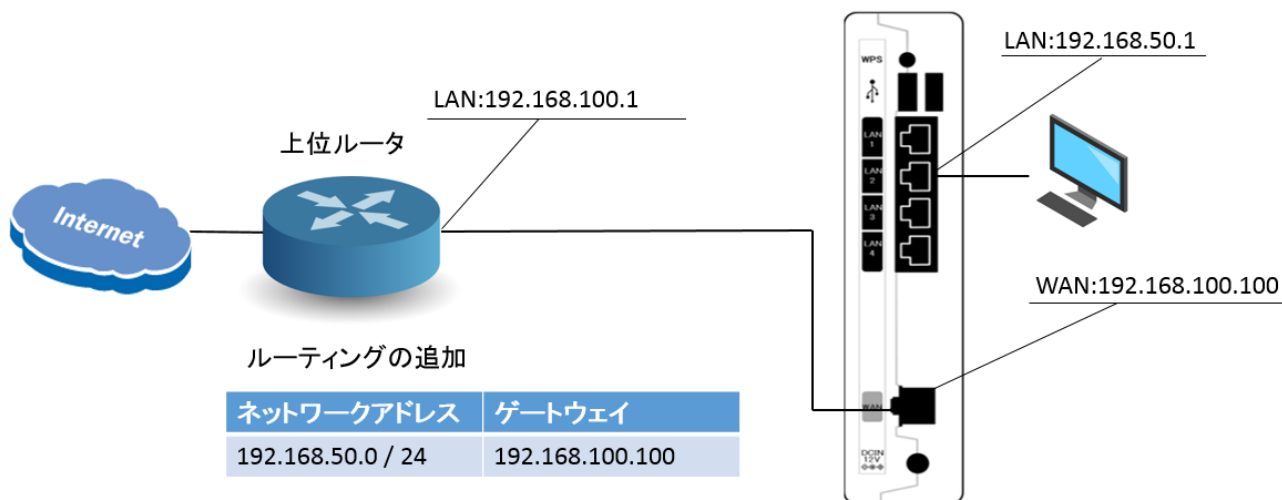 LAN:192.168.50.1
WPS
LAN:192.168.100.1
LAN
1
上位ルータ
LAN
2
LAN
3
Internet
LAN
4
WAN:192.168.100.100
ルーティングの追加
ネットワークアドレス ゲートウェイ
192.168.50.0 / 24 192.168.100.100
WAN
DCIN
12V